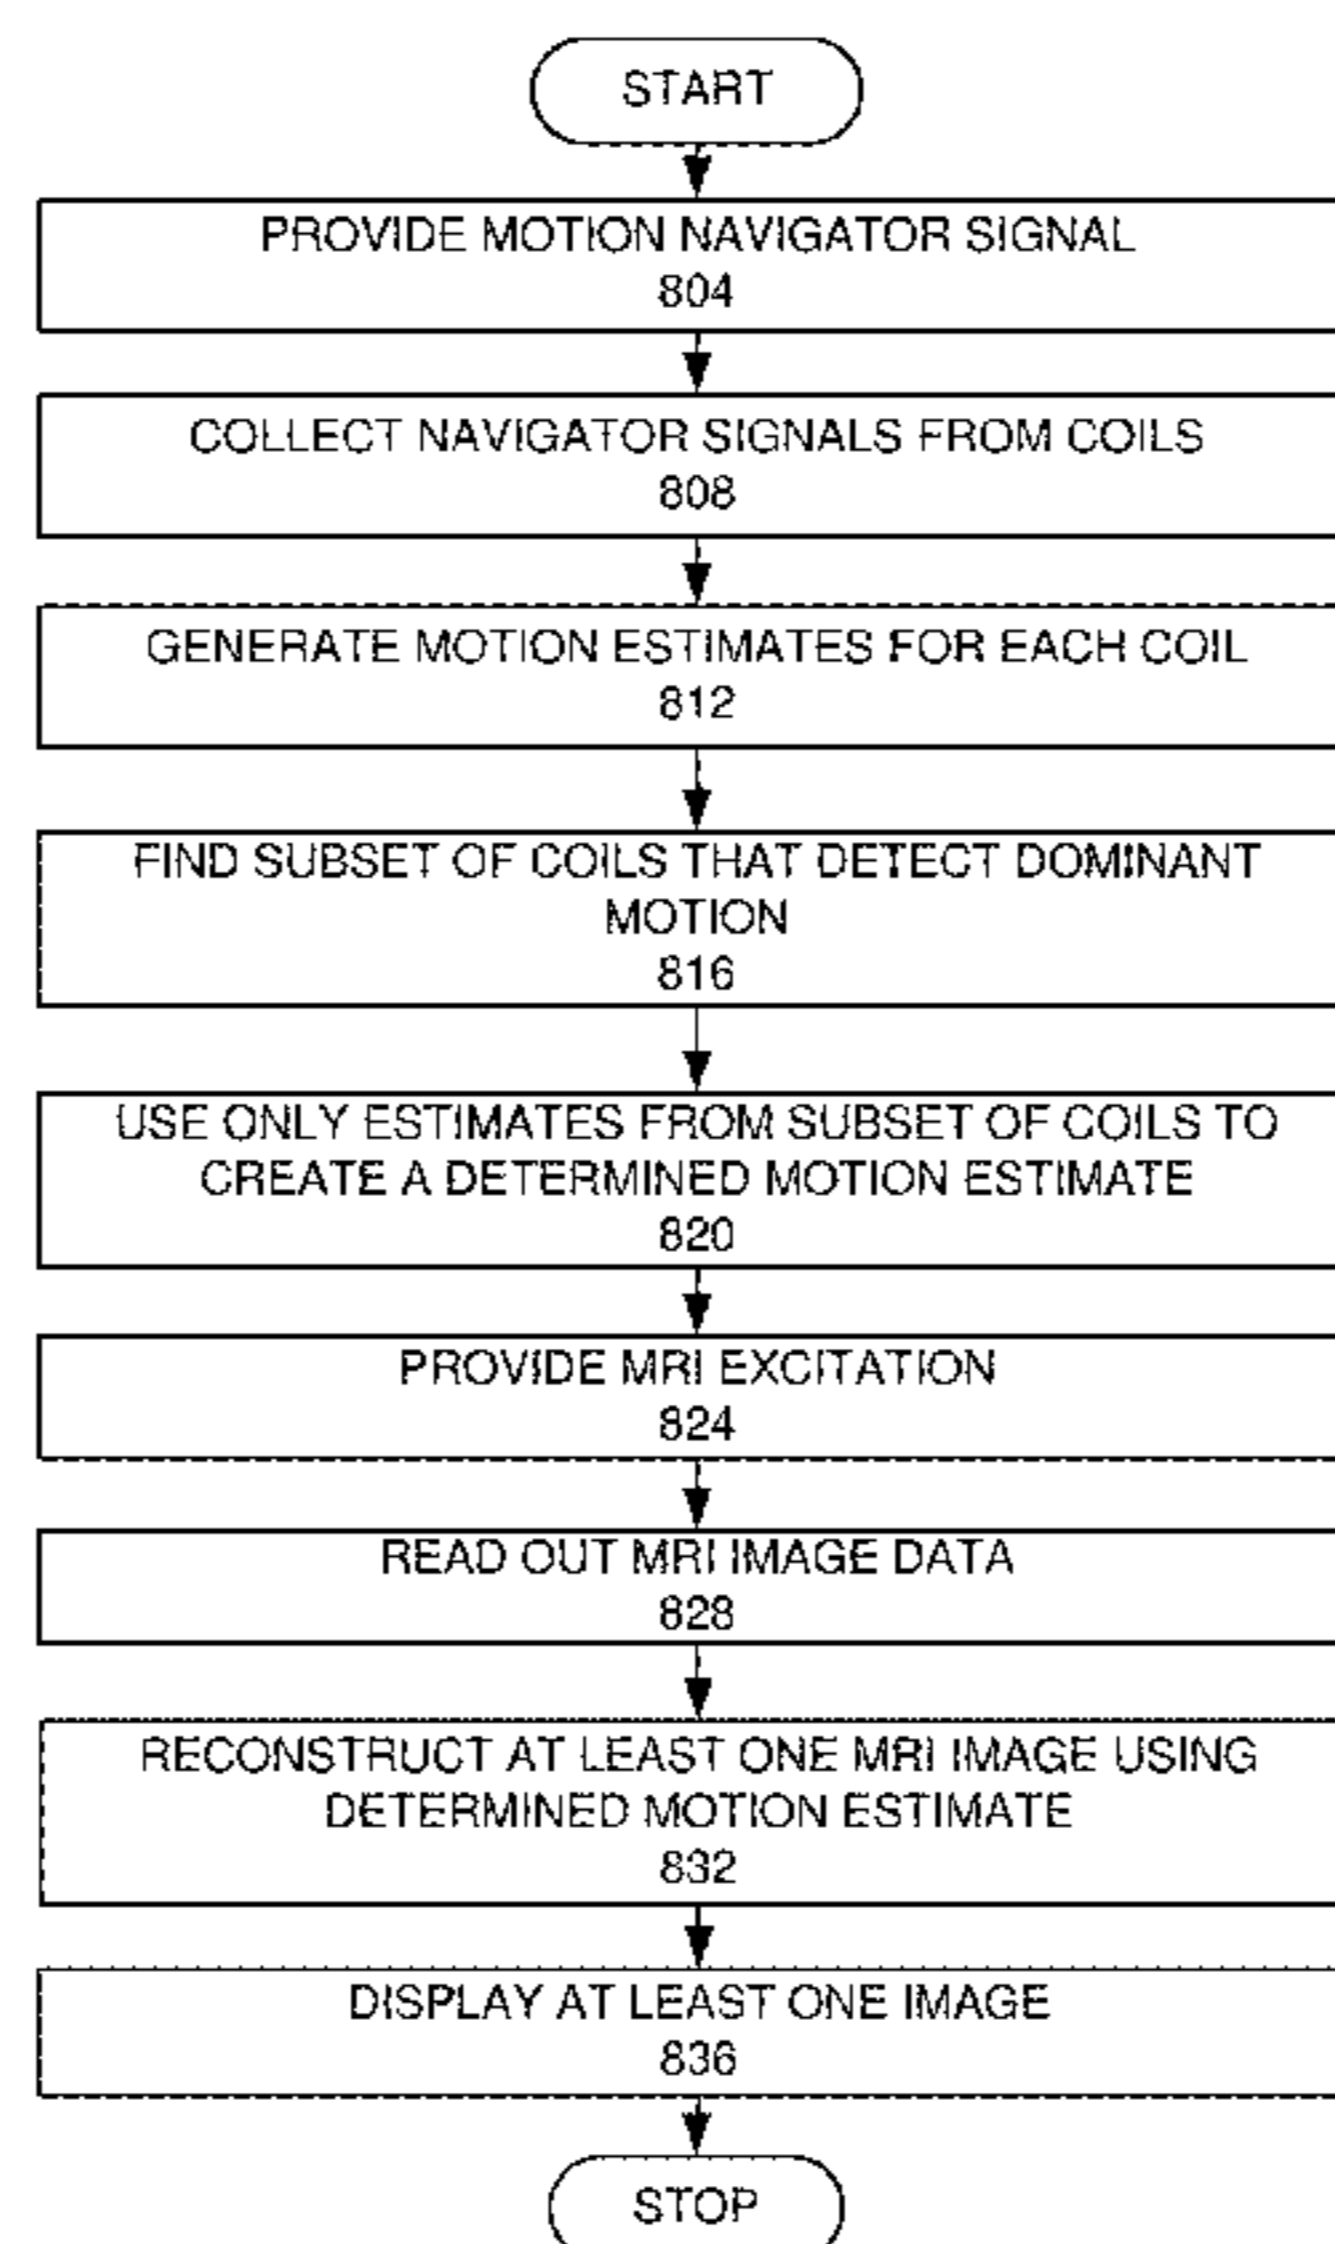 START
PROVIDE MOTION NAVIGATOR SIGNAL
804
COLLECT NAVIGATOR SIGNALS FROM COILS
808
GENERATE MOTION ESTIMATES FOR EACH COIL
812
FIND SUBSET OF COILS THAT DETECT DOMINANT
MOTION
816
USE ONLY ESTIMATES FROM SUBSET OF COILS TO
CREATE A DETERMINED MOTION ESTIMATE
820
PROVIDE MRI EXCITATION
824
READ OUT MRI IMAGE DATA
828
RECONSTRUCT AT LEAST ONE MRI IMAGE USING
DETERMINED MOTION ESTIMATE
832
DISPLAY AT LEAST ONE IMAGE
836
STOP